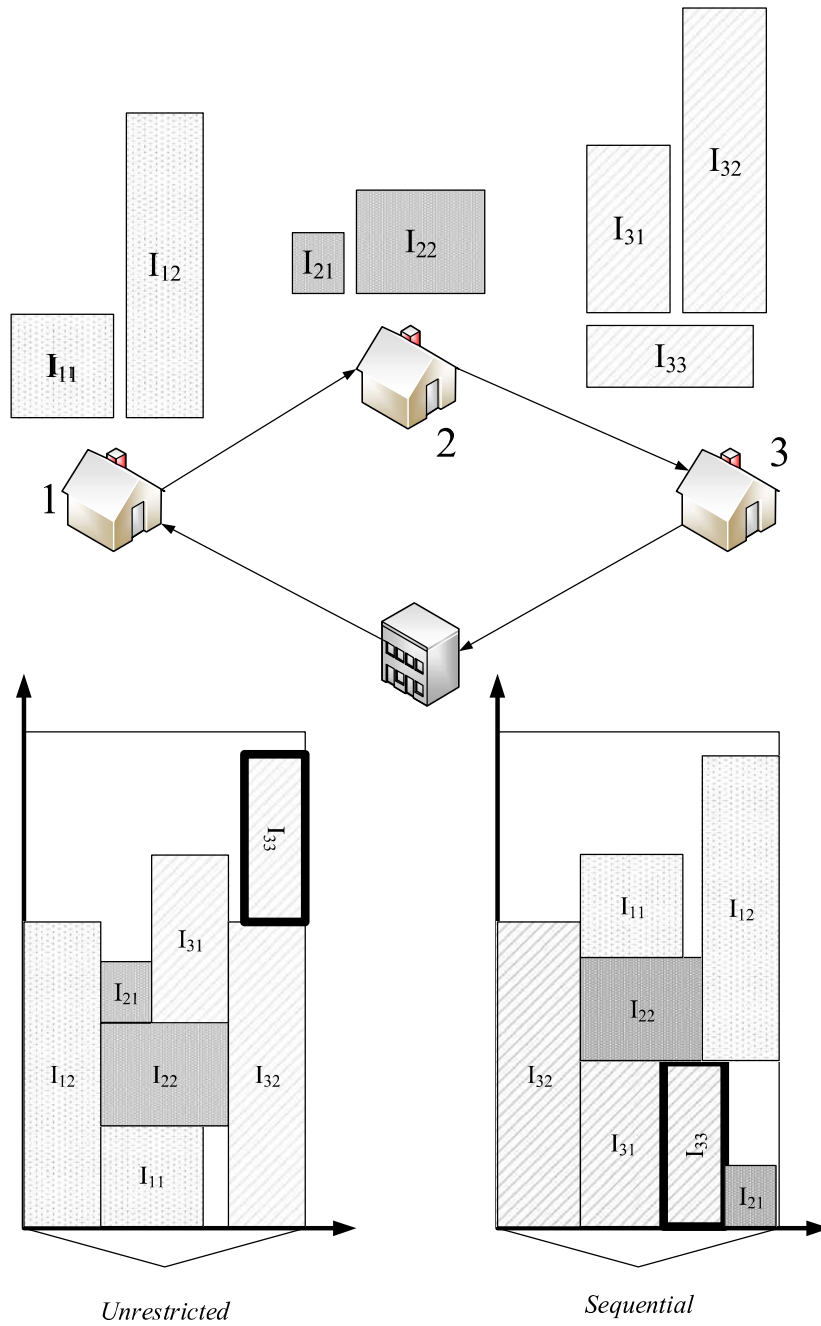 I₃₂
I₃₁
I₁₂
I₂₁
I₂₂
I₁₁
I₃₃
2
3
1
I₃₃
I₁₁
I₁₂
I₃₁
I₂₁
I₂₂
I₁₂
I₂₂
I₃₂
I₃₂
I₃₁
I₃₃
I₁₁
I₂₁
Unrestricted
Sequential